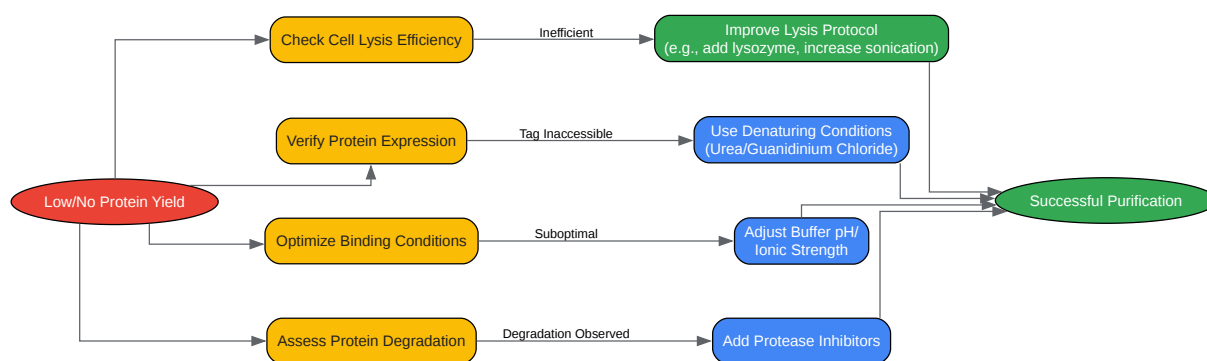 Check Cell Lysis Efficiency
Inefficient
Improve Lysis Protocol
(e.g., add lysozyme, increase sonication)
Verify Protein Expression
Tag Inaccessible
Use Denaturing Conditions
(Urea/Guanidinium Chloride)
Low/No Protein Yield
Successful Purification
Optimize Binding Conditions
Suboptimal
Adjust Buffer pH/
Ionic Strength
Assess Protein Degradation
Degradation Observed
Add Protease Inhibitors